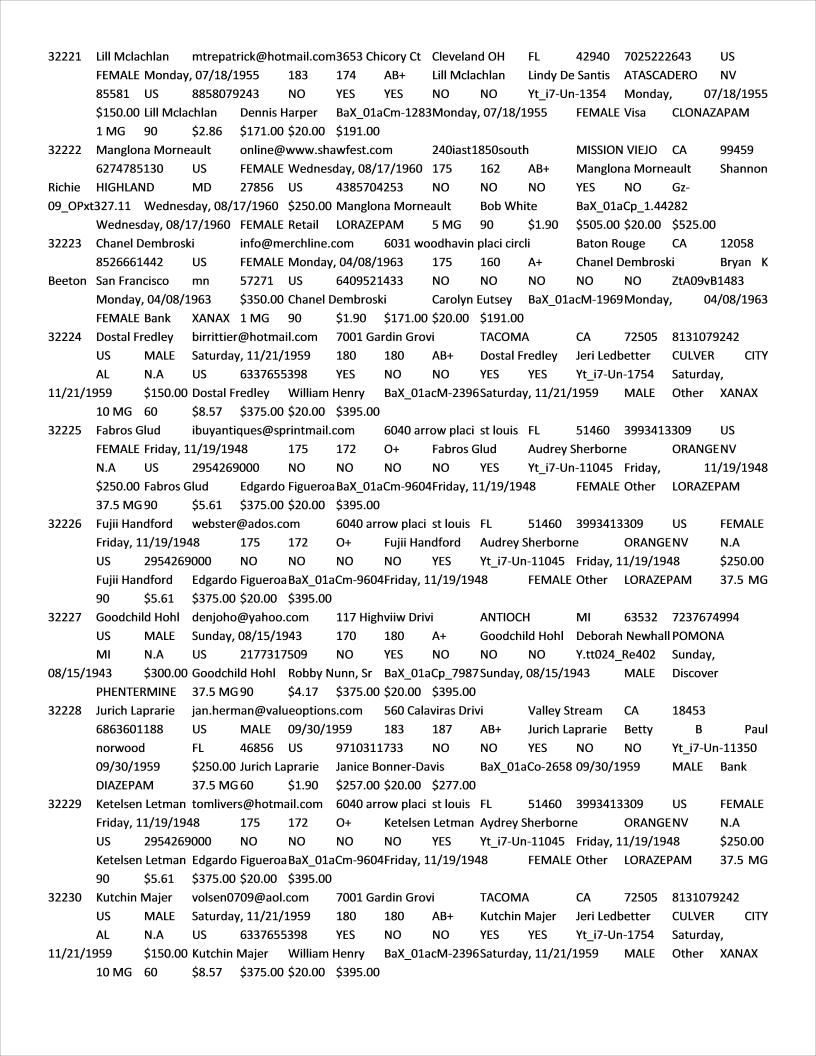 32221 Lill Mclachlan mtrepatrick@hotmail.com3653 Chicory Ct Cleveland OH FL 42940 7025222643 US
FEMALE Monday, 07/18/1955 183 174 AB+ Lill Mclachlan Lindy De Santis ATASCADERO NV
85581 US 8858079243 NO YES YES NO NO Yt_i7-Un-1354 Monday, 07/18/1955
$150.00 Lill Mclachlan Dennis Harper BaX_01aCm-1283Monday, 07/18/1955 FEMALE Visa CLONAZAPAM
1 MG 90 $2.86 $171.00 $20.00 $191.00
32222 Manglona Morneault online@www.shawfest.com 240iast1850south MISSION VIEJO CA 99459
6274785130 US FEMALE Wednesday, 08/17/1960 175 162 AB+ Manglona Morneault Shannon
Richie HIGHLAND MD 27856 US 4385704253 NO NO NO YES NO Gz-
09_OPxt327.11 Wednesday, 08/17/1960 $250.00 Manglona Morneault Bob White BaX_01aCp_1.44282
Wednesday, 08/17/1960 FEMALE Retail LORAZEPAM 5 MG 90 $1.90 $505.00 $20.00 $525.00
32223 Chanel Dembroski info@merchline.com 6031 woodhavin placi circli Baton Rouge CA 12058
8526661442 US FEMALE Monday, 04/08/1963 175 160 A+ Chanel Dembroski Bryan K
Beeton San Francisco mn 57271 US 6409521433 NO NO NO NO NO ZtA09vB1483
Monday, 04/08/1963 $350.00 Chanel Dembroski Carolyn Eutsey BaX_01acM-1969Monday, 04/08/1963
FEMALE Bank XANAX 1 MG 90 $1.90 $171.00 $20.00 $191.00
32224 Dostal Fredley birrittier@hotmail.com 7001 Gardin Grovi TACOMA CA 72505 8131079242
US MALE Saturday, 11/21/1959 180 180 AB+ Dostal Fredley Jeri Ledbetter CULVER CITY
AL N.A US 6337655398 YES NO NO YES YES Yt_i7-Un-1754 Saturday,
11/21/1959 $150.00 Dostal Fredley William Henry BaX_01acM-2396Saturday, 11/21/1959 MALE Other XANAX
10 MG 60 $8.57 $375.00 $20.00 $395.00
32225 Fabros Glud ibuyantiques@sprintmail.com 6040 arrow placi st louis FL 51460 3993413309 US
FEMALE Friday, 11/19/1948 175 172 O+ Fabros Glud Audrey Sherborne ORANGENV
N.A US 2954269000 NO NO NO NO YES Yt_i7-Un-11045 Friday, 11/19/1948
$250.00 Fabros Glud Edgardo FigueroaBaX_01aCm-9604Friday, 11/19/1948 FEMALE Other LORAZEPAM
37.5 MG 90 $5.61 $375.00 $20.00 $395.00
32226 Fujii Handford webster@ados.com 6040 arrow placi st louis FL 51460 3993413309 US FEMALE
Friday, 11/19/1948 175 172 O+ Fujii Handford Audrey Sherborne ORANGENV N.A
US 2954269000 NO NO NO NO YES Yt_i7-Un-11045 Friday, 11/19/1948 $250.00
Fujii Handford Edgardo FigueroaBaX_01aCm-9604Friday, 11/19/1948 FEMALE Other LORAZEPAM 37.5 MG
90 $5.61 $375.00 $20.00 $395.00
32227 Goodchild Hohl denjoho@yahoo.com 117 Highviiw Drivi ANTIOCH MI 63532 7237674994
US MALE Sunday, 08/15/1943 170 180 A+ Goodchild Hohl Deborah Newhall POMONA
MI N.A US 2177317509 NO YES NO NO NO Y.tt024_Re402 Sunday,
08/15/1943 $300.00 Goodchild Hohl Robby Nunn, Sr BaX_01aCp_7987Sunday, 08/15/1943 MALE Discover
PHENTERMINE 37.5 MG 90 $4.17 $375.00 $20.00 $395.00
32228 Jurich Laprarie jan.herman@valueoptions.com 560 Calaviras Drivi Valley Stream CA 18453
6863601188 US MALE 09/30/1959 183 187 AB+ Jurich Laprarie Betty B Paul
norwood FL 46856 US 9710311733 NO NO YES NO NO Yt_i7-Un-11350
09/30/1959 $250.00 Jurich Laprarie Janice Bonner-Davis BaX_01aCo-2658 09/30/1959 MALE Bank
DIAZEPAM 37.5 MG 60 $1.90 $257.00 $20.00 $277.00
32229 Ketelsen Letman tomlivers@hotmail.com 6040 arrow placi st louis FL 51460 3993413309 US FEMALE
Friday, 11/19/1948 175 172 O+ Ketelsen Letman Aydrey Sherborne ORANGENV N.A
US 2954269000 NO NO NO NO YES Yt_i7-Un-11045 Friday, 11/19/1948 $250.00
Ketelsen Letman Edgardo FigueroaBaX_01aCm-9604Friday, 11/19/1948 FEMALE Other LORAZEPAM 37.5 MG
90 $5.61 $375.00 $20.00 $395.00
32230 Kutchin Majer volsen0709@aol.com 7001 Gardin Grovi TACOMA CA 72505 8131079242
US MALE Saturday, 11/21/1959 180 180 AB+ Kutchin Majer Jeri Ledbetter CULVER CITY
AL N.A US 6337655398 YES NO NO YES YES Yt_i7-Un-1754 Saturday,
11/21/1959 $150.00 Kutchin Majer William Henry BaX_01acM-2396Saturday, 11/21/1959 MALE Other XANAX
10 MG 60 $8.57 $375.00 $20.00 $395.00